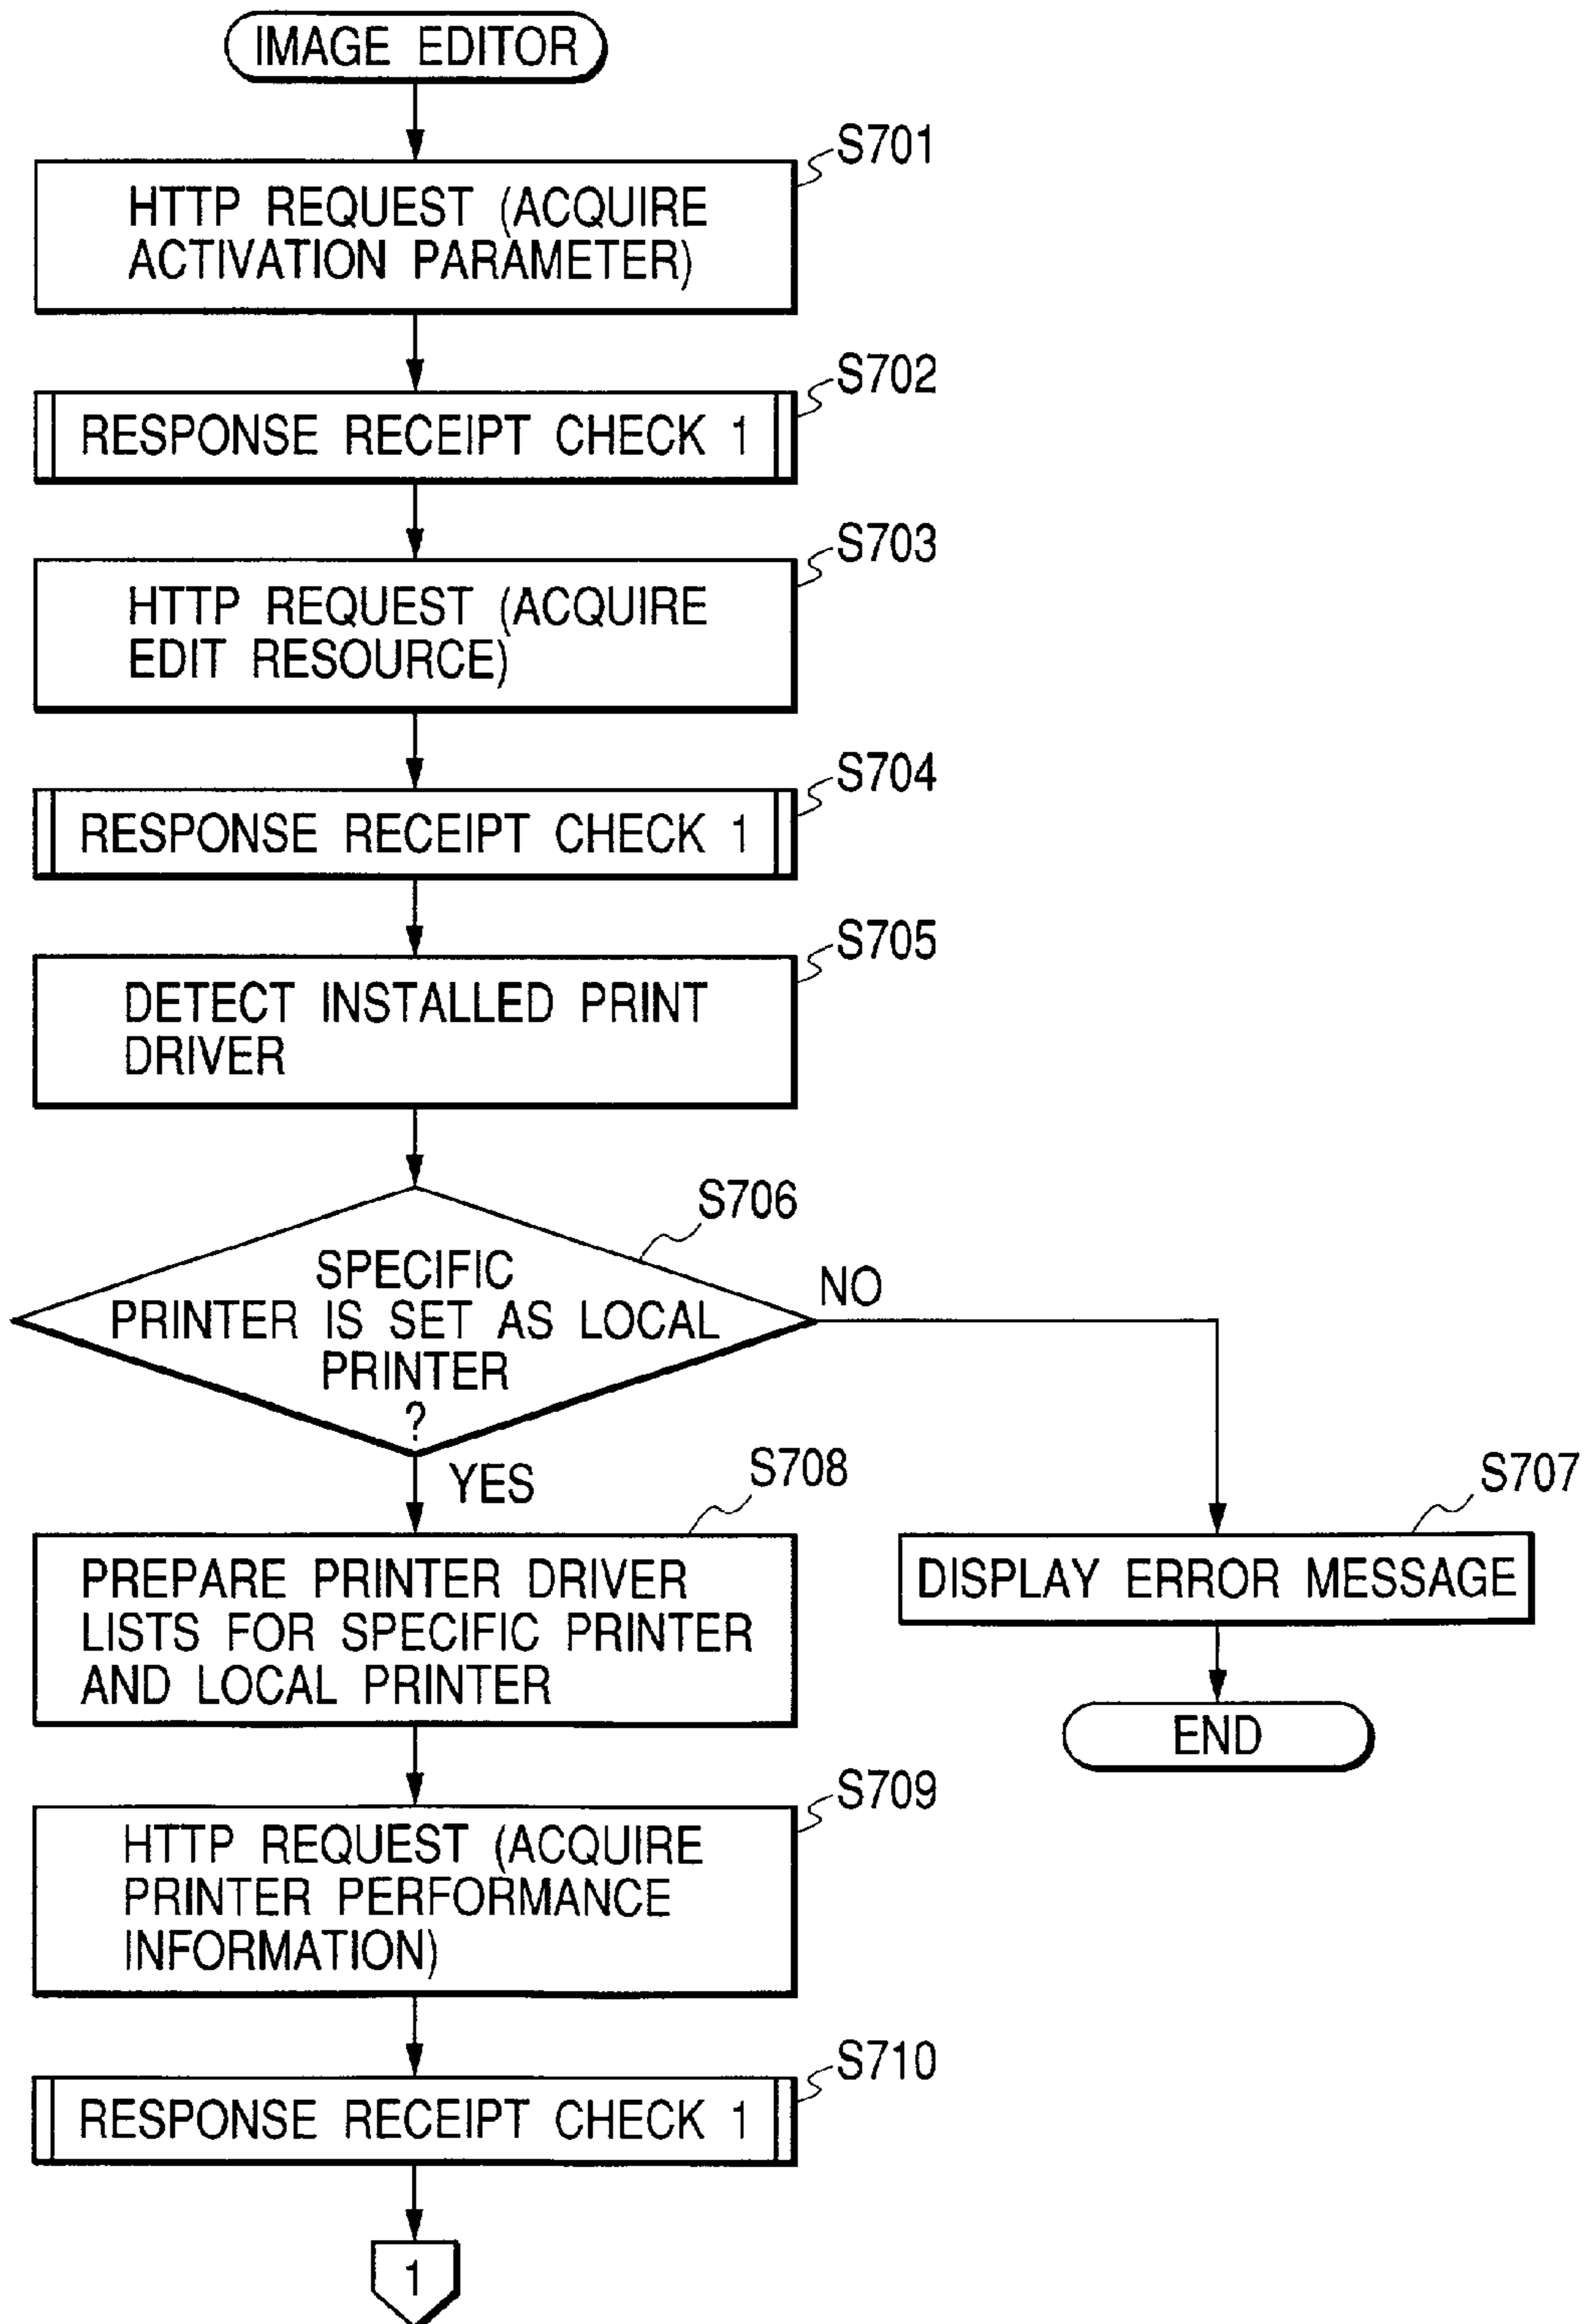 IMAGE EDITOR
S701
HTTP REQUEST (ACQUIRE
ACTIVATION PARAMETER)
S702
RESPONSE RECEIPT CHECK 1
S703
HTTP REQUEST (ACQUIRE
EDIT RESOURCE)
S704
RESPONSE RECEIPT CHECK 1
S705
DETECT INSTALLED PRINT
DRIVER
S706
SPECIFIC
PRINTER IS SET AS LOCAL
PRINTER
?
NO
YES
S708
PREPARE PRINTER DRIVER
LISTS FOR SPECIFIC PRINTER
AND LOCAL PRINTER
S707
DISPLAY ERROR MESSAGE
END
S709
HTTP REQUEST (ACQUIRE
PRINTER PERFORMANCE
INFORMATION)
S710
RESPONSE RECEIPT CHECK 1
1